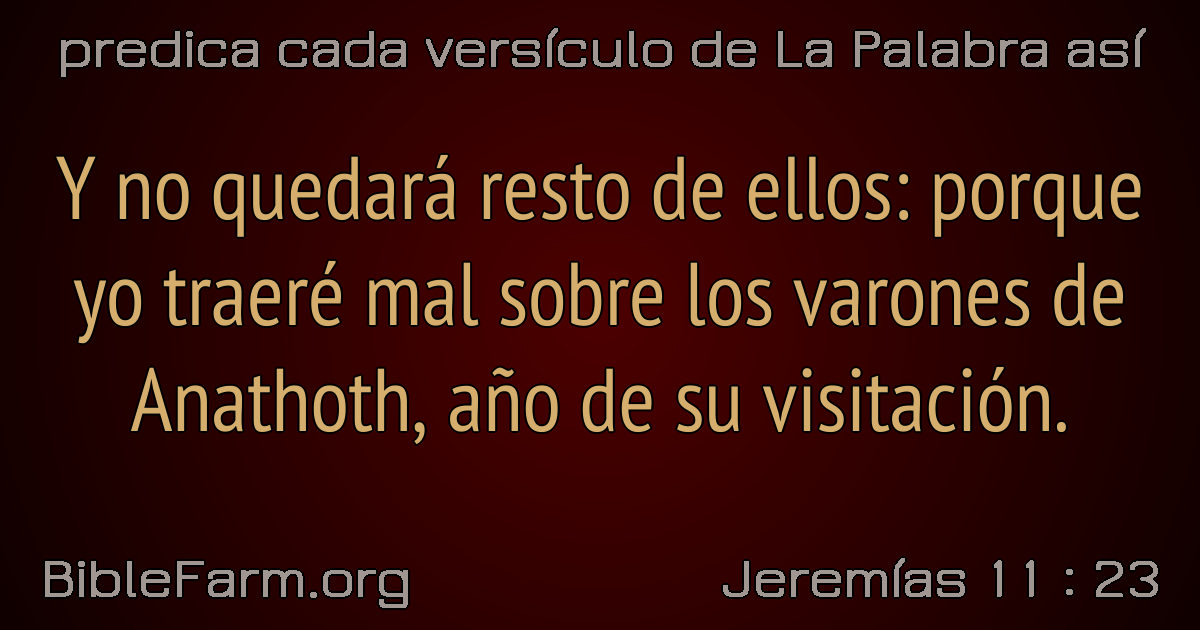 predica cada versículo de La Palabra así
Y no quedará resto de ellos: porque
yo traeré mal sobre los varones de
Anathoth, año de su visitación.
BibleFarm.org
Jeremías 11 : 23